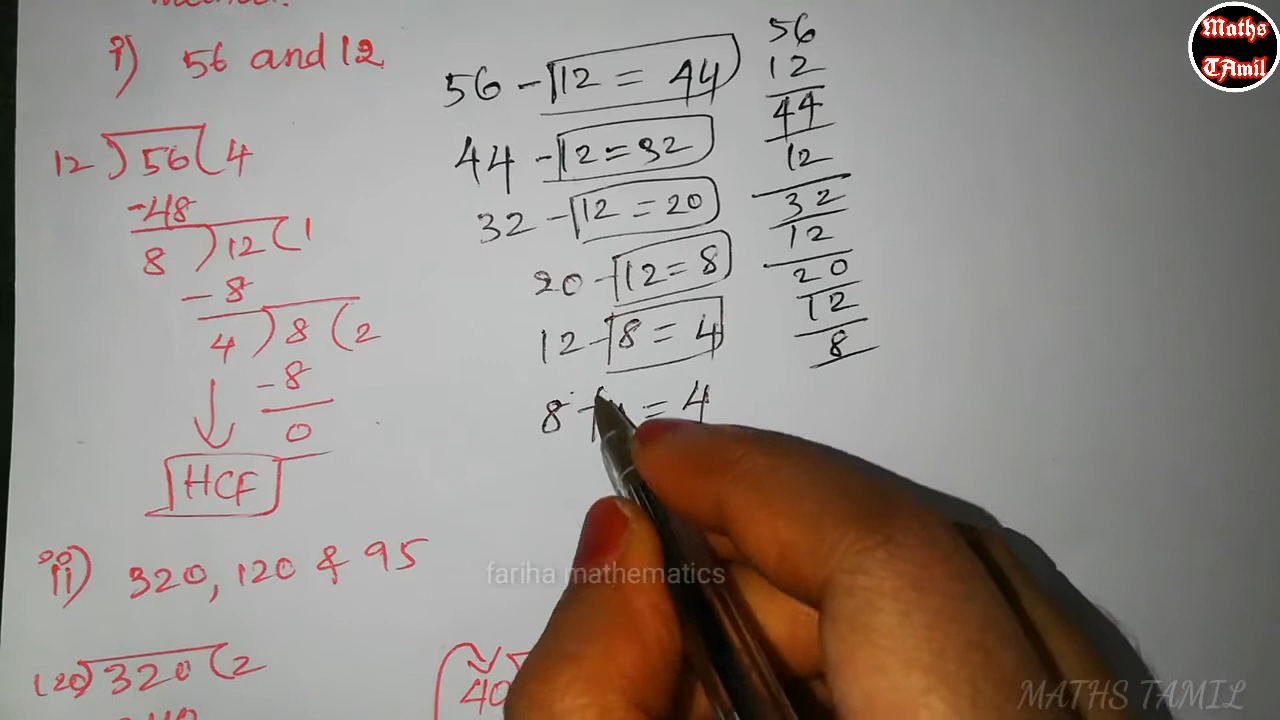 i) 56 and 12
12 ) 56 ( 4
-48
8 ) 12 ( 1
- 8
4 ) 8 ( 2
- 8
0
HCF
ii) 320, 120 & 95
120) 320 ( 2
56 - 12 = 44
44 - 12 = 32
32 - 12 = 20
20 - 12 = 8
12 - 8 = 4
8 - = 4
56
12
44
12
32
12
20
12
8
40
Maths
TAmil
fariha mathematics
MATHS TAMIL